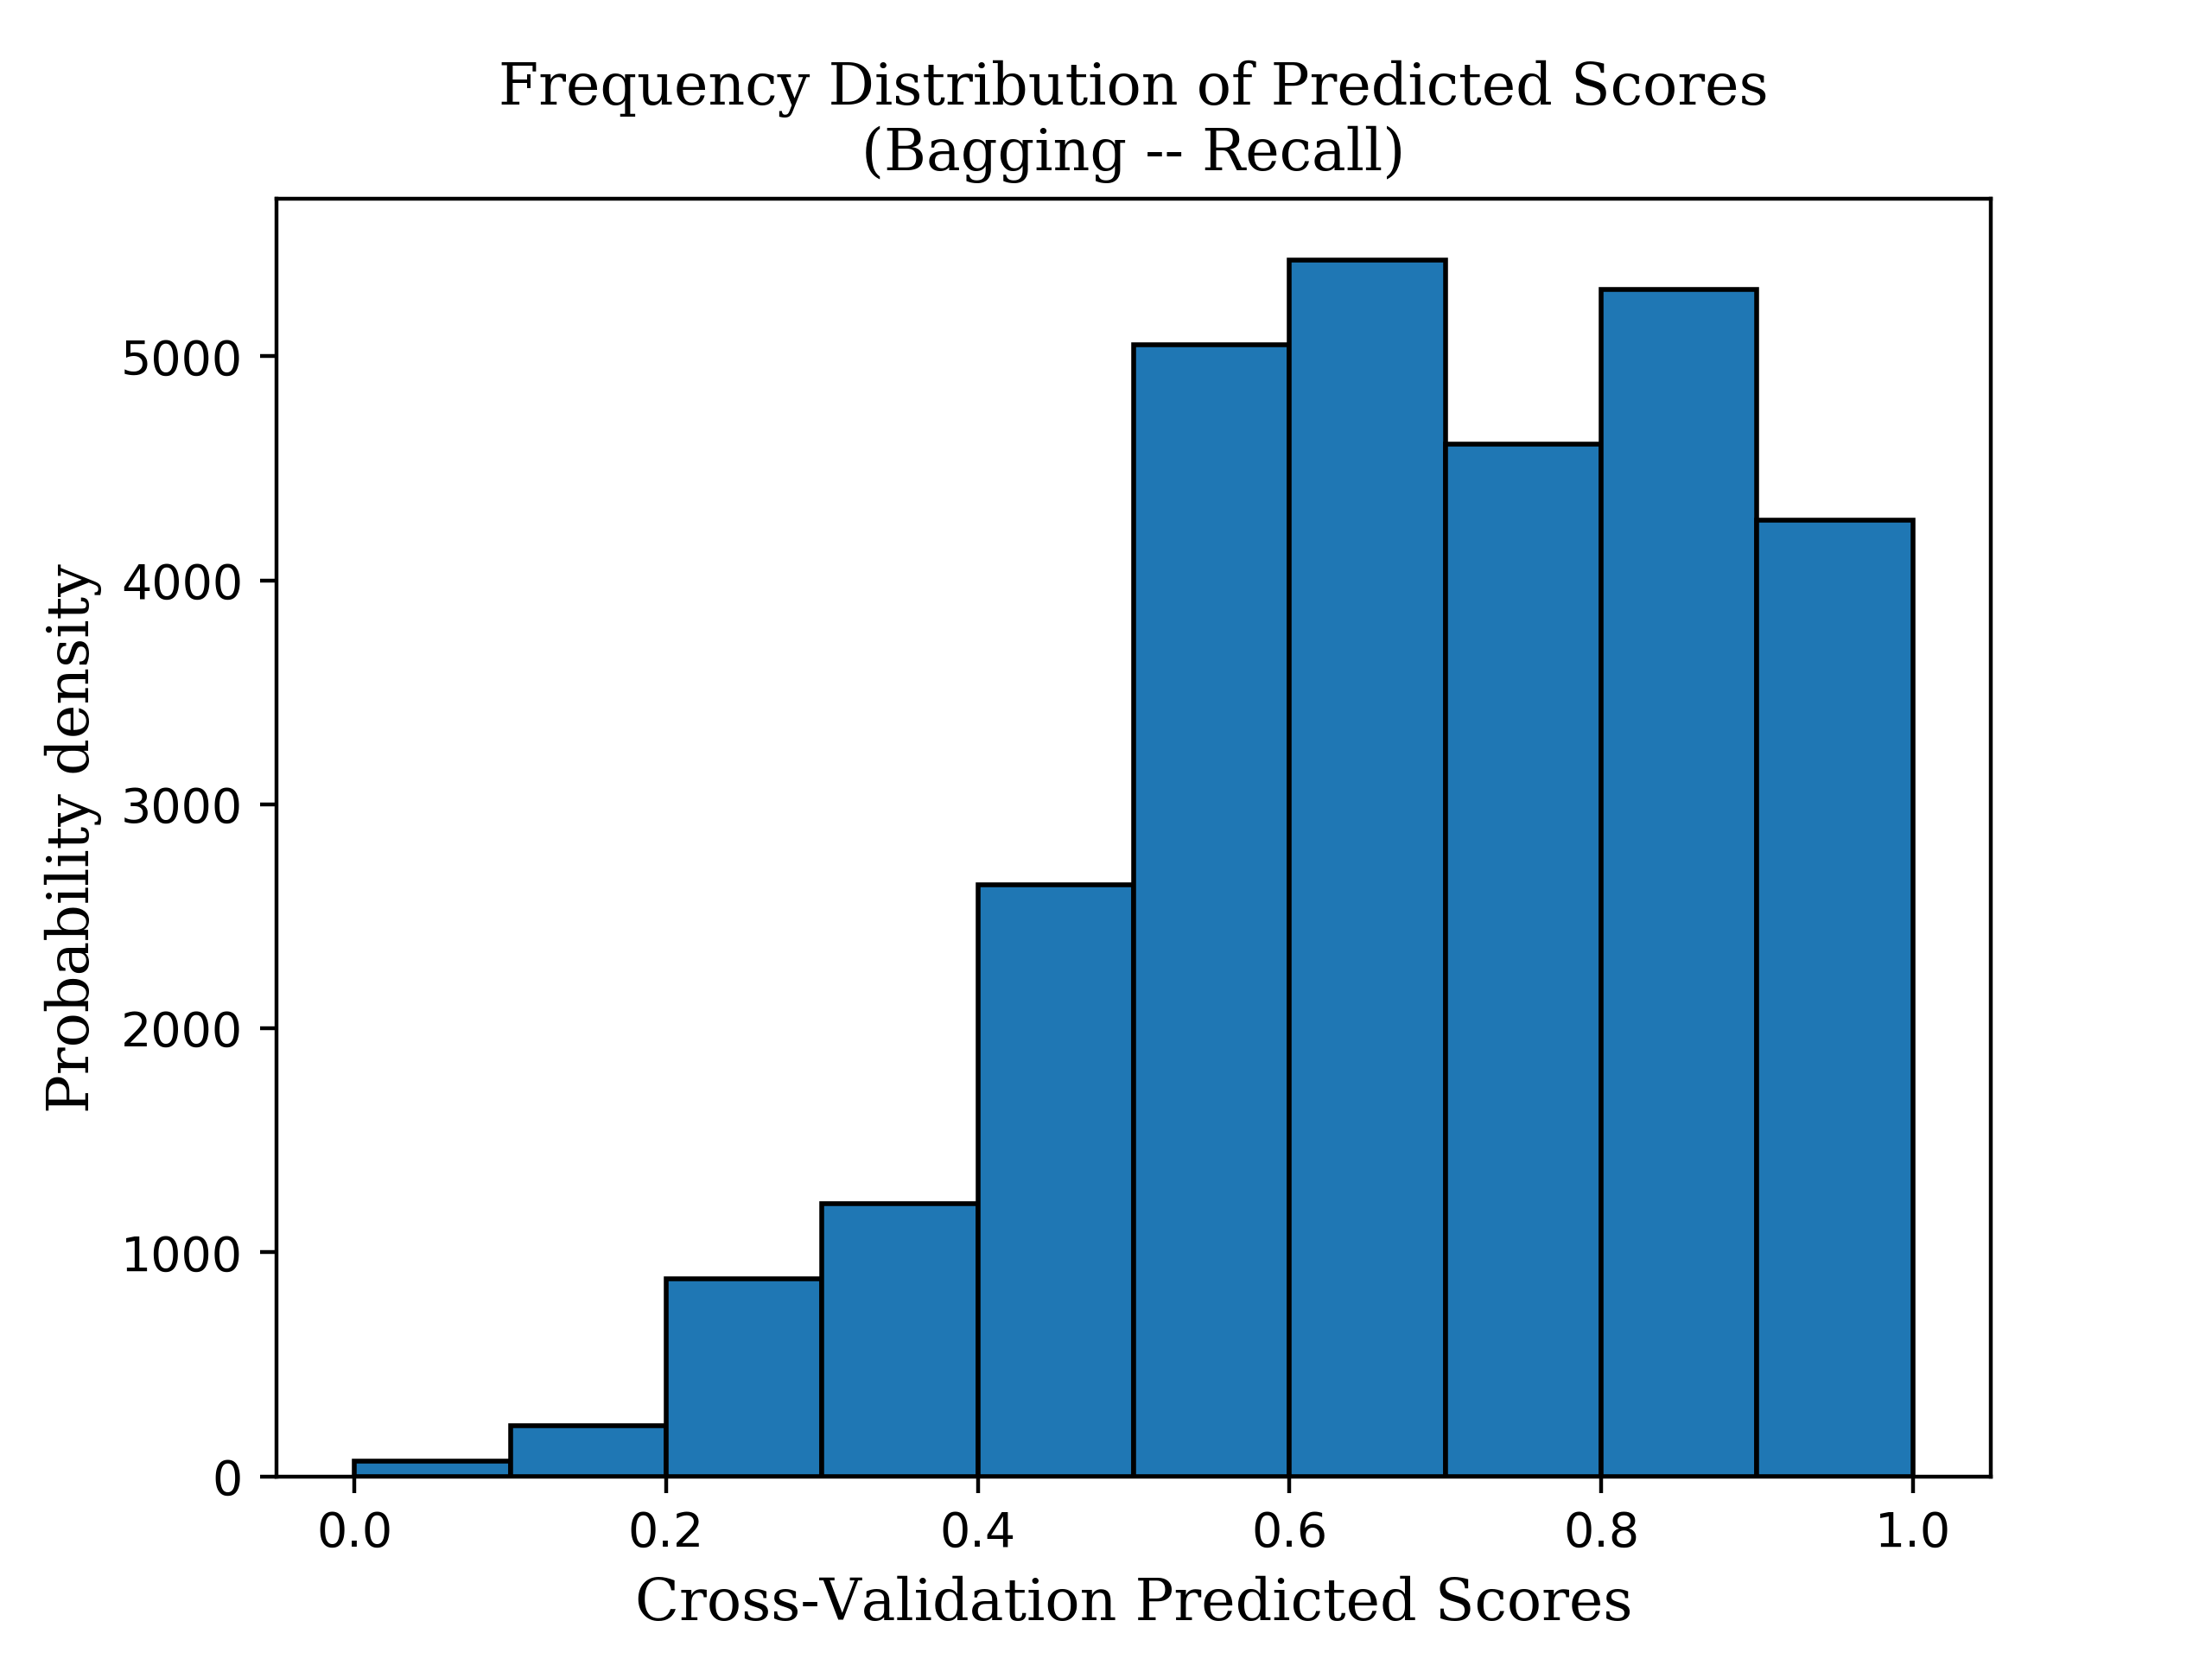 Frequency Distribution of Predicted Scores
(Bagging -- Recall)
Probability density
5000
4000
3000
2000
1000
0
0.0 0.2 0.4 0.6 0.8 1.0
Cross-Validation Predicted Scores